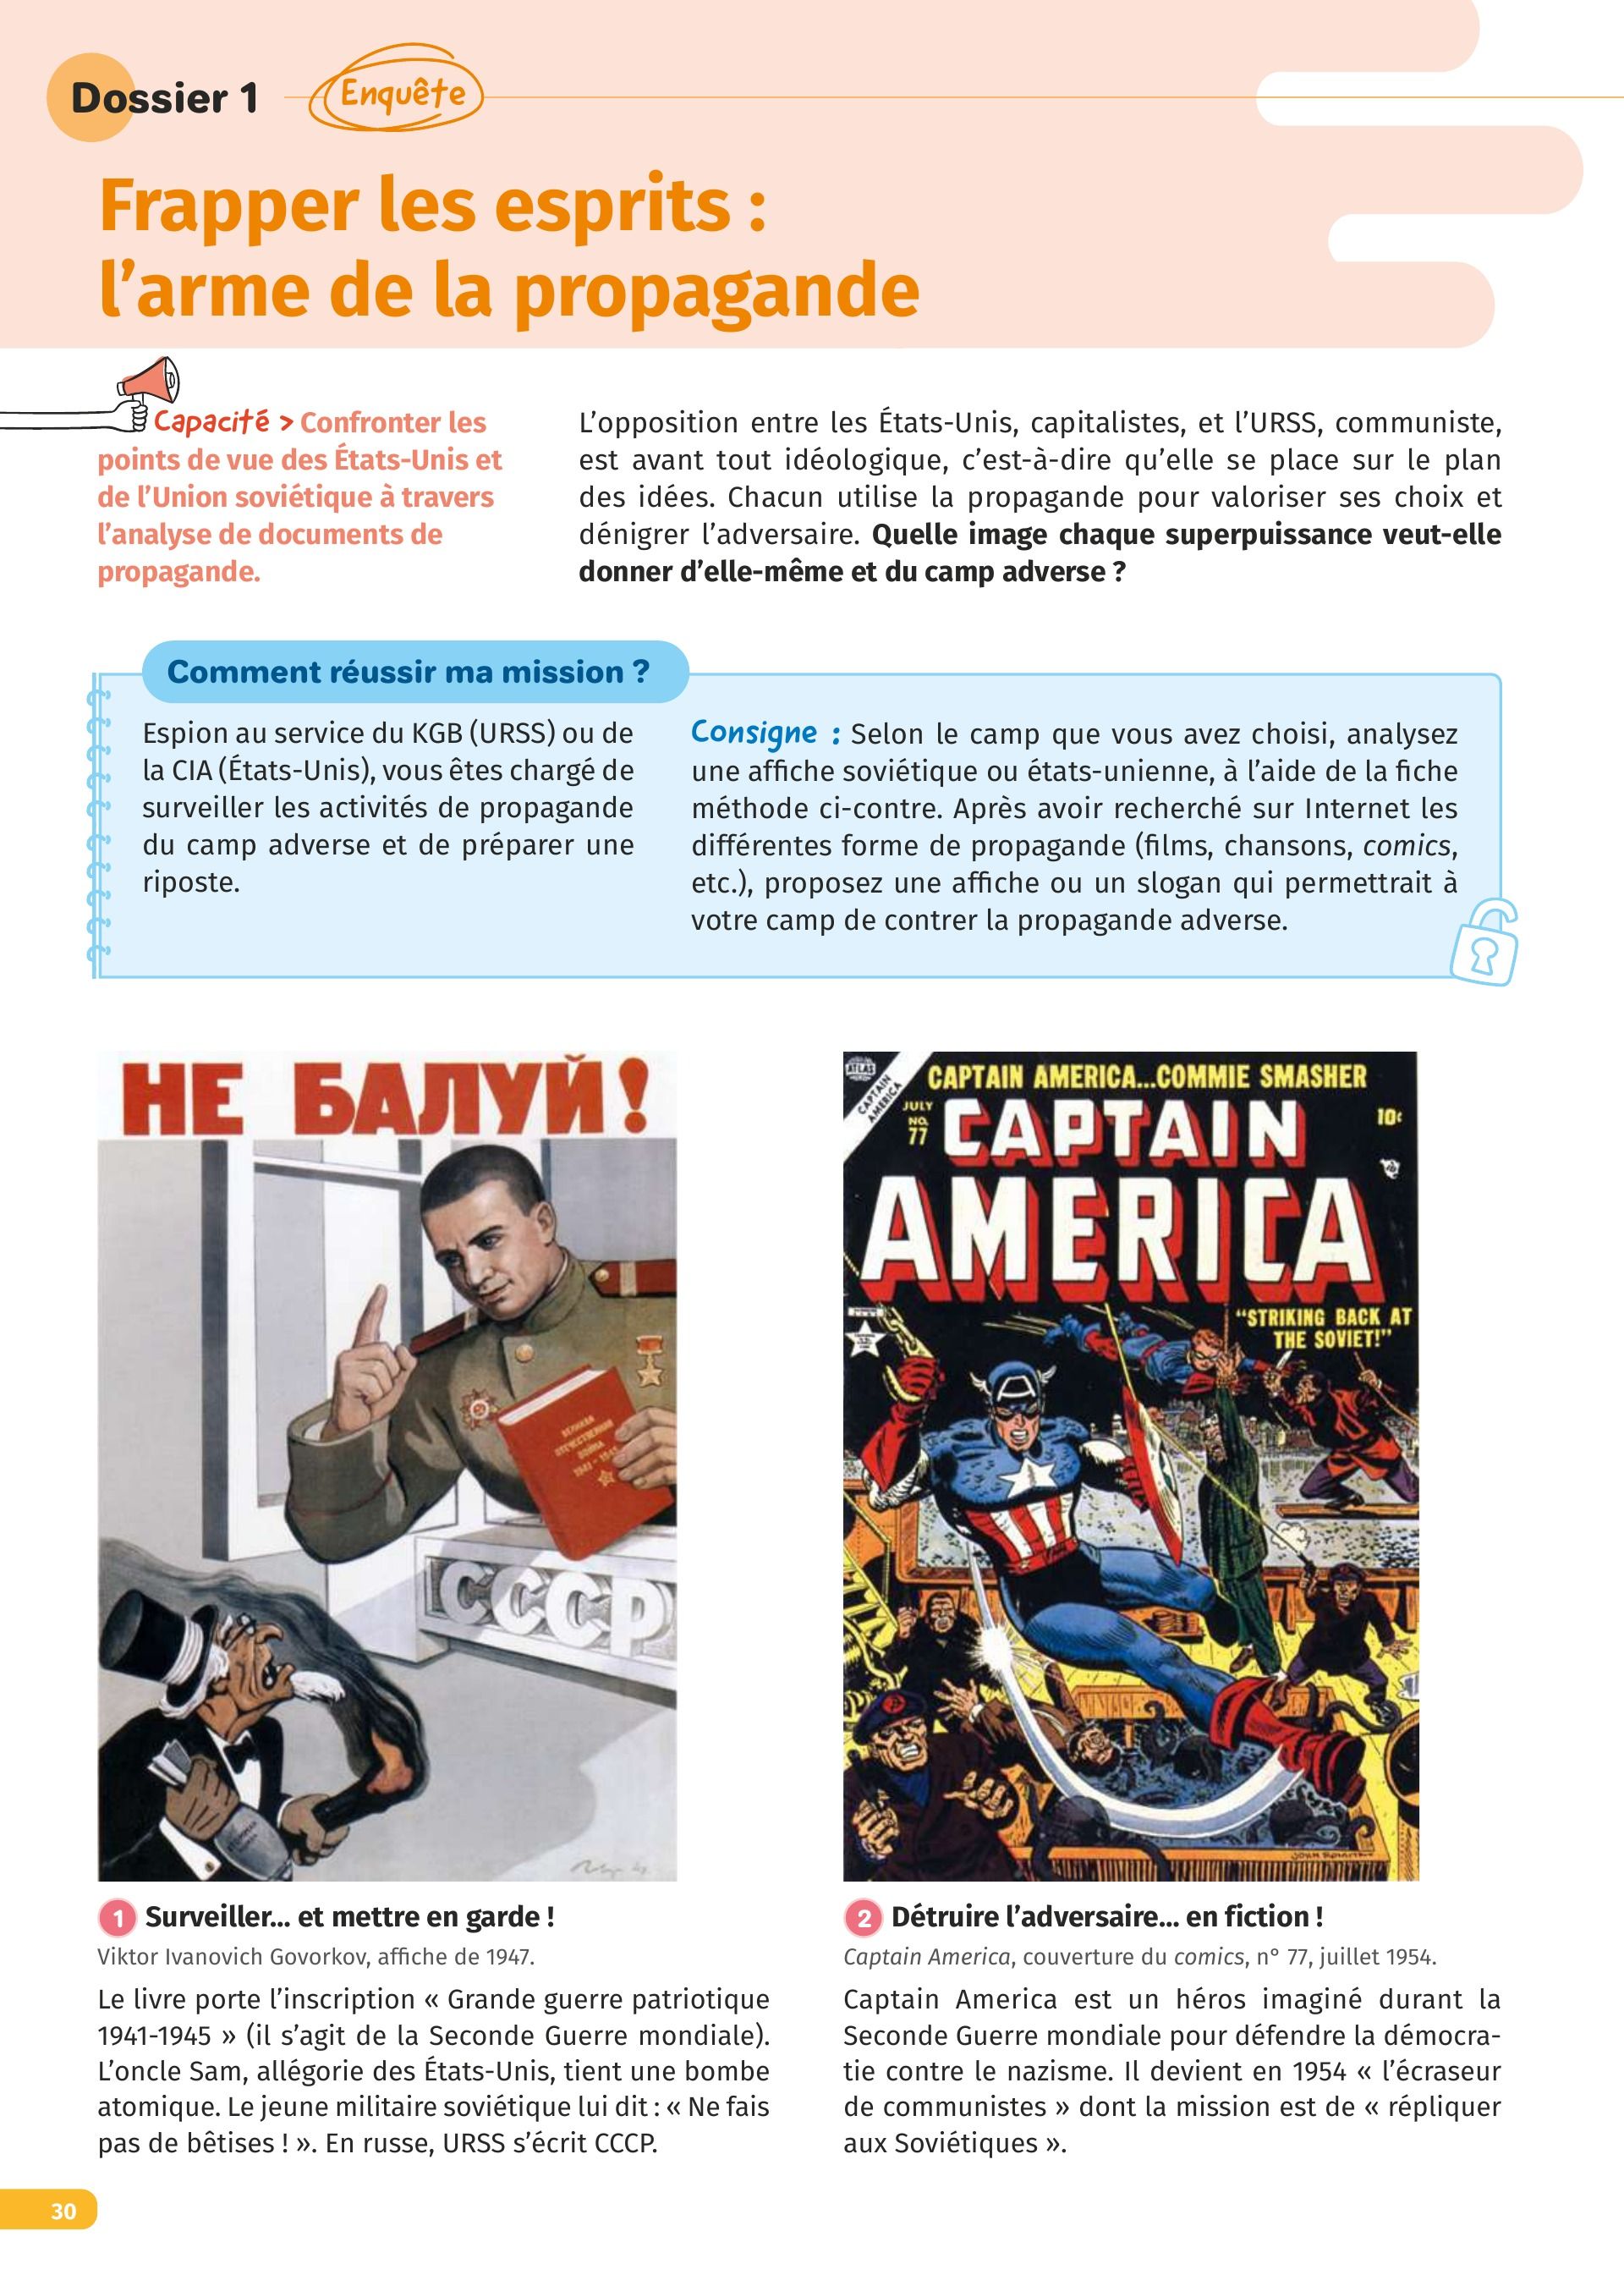 Dossier 1
Enquête
Frapper les esprits :
l’arme de la propagande
Capacité > Confronter les
points de vue des États-Unis et
de l’Union soviétique à travers
l’analyse de documents de
propagande.
L’opposition entre les États-Unis, capitalistes, et l’URSS, communiste,
est avant tout idéologique, c’est-à-dire qu’elle se place sur le plan
des idées. Chacun utilise la propagande pour valoriser ses choix et
dénigrer l’adversaire. Quelle image chaque superpuissance veut-elle
donner d’elle-même et du camp adverse ?
Comment réussir ma mission ?
Espion au service du KGB (URSS) ou de
la CIA (États-Unis), vous êtes chargé de
surveiller les activités de propagande
du camp adverse et de préparer une
riposte.
Consigne : Selon le camp que vous avez choisi, analysez
une affiche soviétique ou états-unienne, à l’aide de la fiche
méthode ci-contre. Après avoir recherché sur Internet les
différentes forme de propagande (films, chansons, comics,
etc.), proposez une affiche ou un slogan qui permettrait à
votre camp de contrer la propagande adverse.
НЕ БАЛУЙ!
ВЕЛИКАЯ
ОТЕЧЕСТВЕННАЯ
ВОЙНА
1941-1945
СССР
ATLAS
CAPTAIN
AMERICA
CAPTAIN AMERICA...COMMIE SMASHER
JULY
NO.
77
10¢
CAPTAIN
AMERICA
“STRIKING BACK AT
THE SOVIET!”
1 Surveiller... et mettre en garde !
Viktor Ivanovich Govorkov, affiche de 1947.
Le livre porte l’inscription « Grande guerre patriotique
1941-1945 » (il s’agit de la Seconde Guerre mondiale).
L’oncle Sam, allégorie des États-Unis, tient une bombe
atomique. Le jeune militaire soviétique lui dit : « Ne fais
pas de bêtises ! ». En russe, URSS s’écrit CCCP.
2 Détruire l’adversaire... en fiction !
Captain America, couverture du comics, n° 77, juillet 1954.
Captain America est un héros imaginé durant la
Seconde Guerre mondiale pour défendre la démocra-
tie contre le nazisme. Il devient en 1954 « l’écraseur
de communistes » dont la mission est de « répliquer
aux Soviétiques ».
30